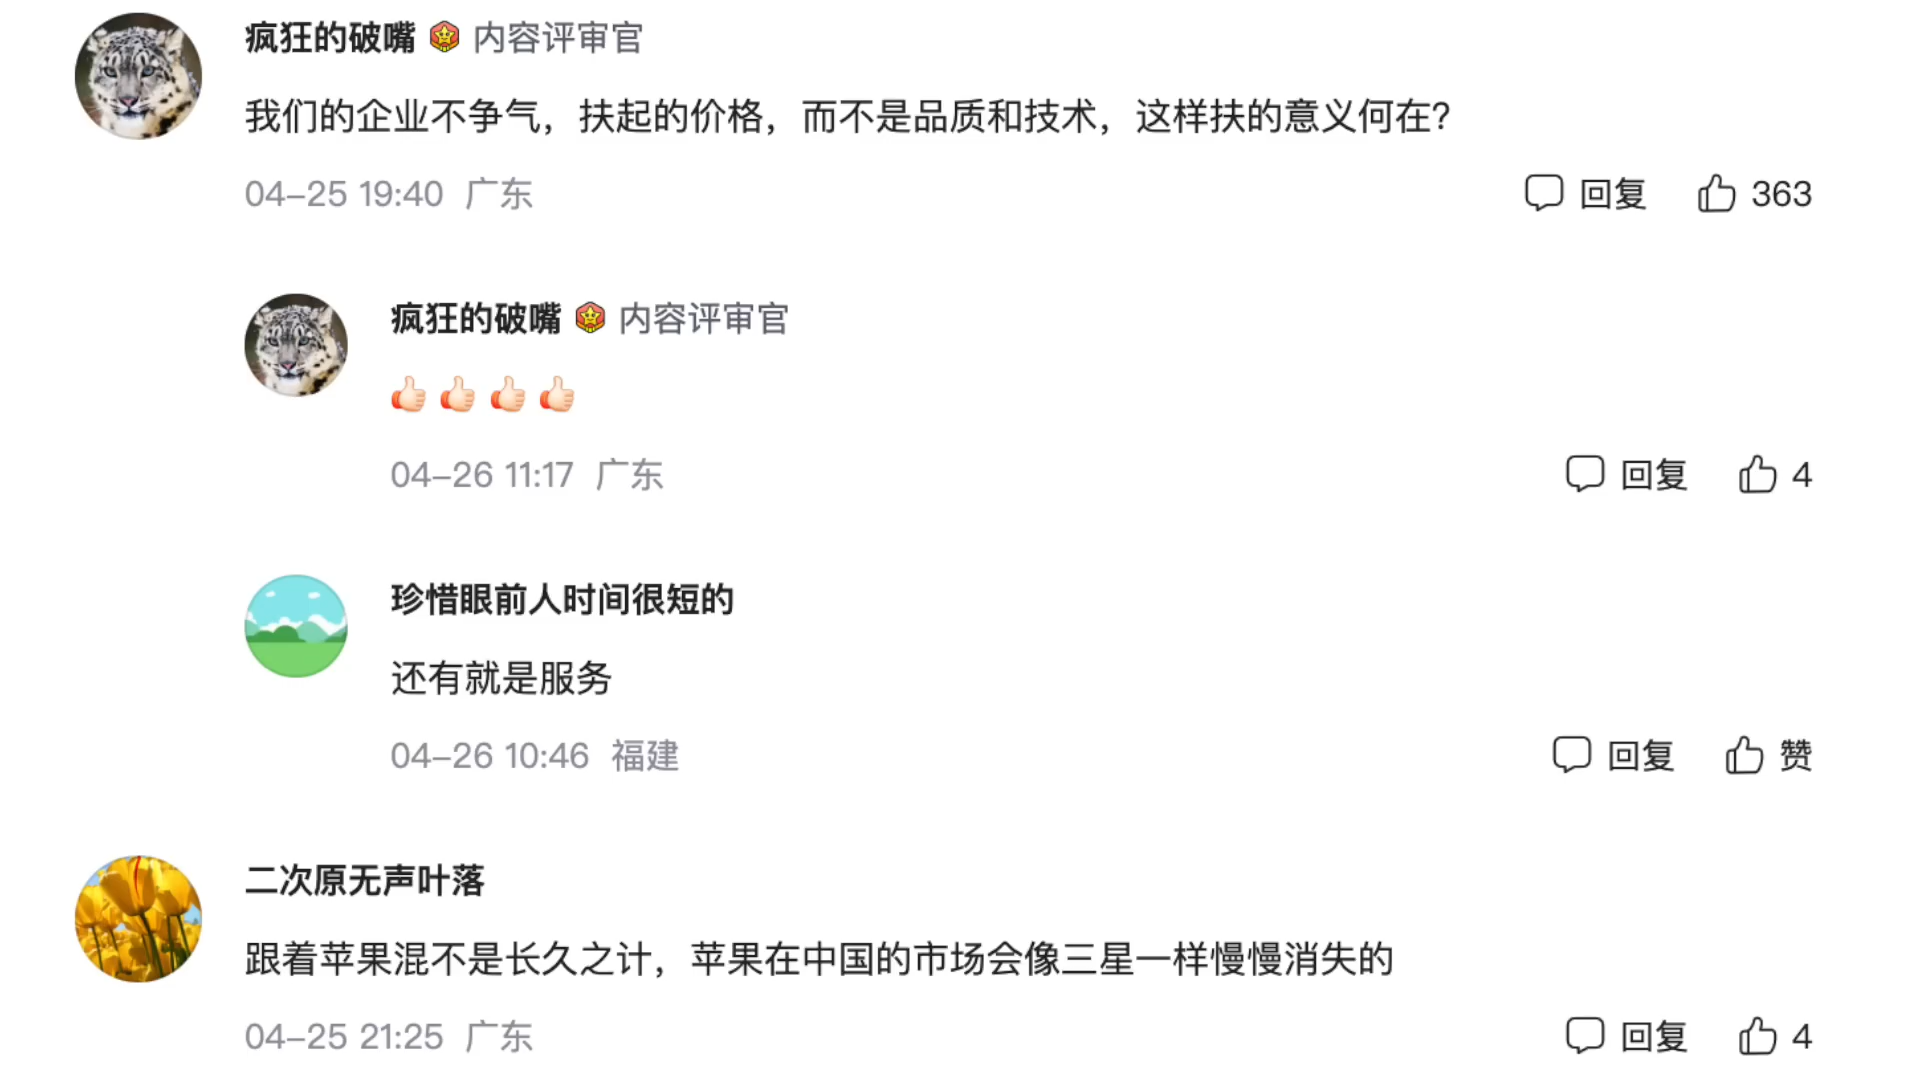 疯狂的破嘴 内容评审官
我们的企业不争气，扶起的价格，而不是品质和技术，这样扶的意义何在?
04-25 19:40 广东 回复 363
疯狂的破嘴 内容评审官
👍🏻👍🏻👍🏻👍🏻
04-26 11:17 广东 回复 4
珍惜眼前人时间很短的
还有就是服务
04-26 10:46 福建 回复 赞
二次原无声叶落
跟着苹果混不是长久之计，苹果在中国的市场会像三星一样慢慢消失的
04-25 21:25 广东 回复 4